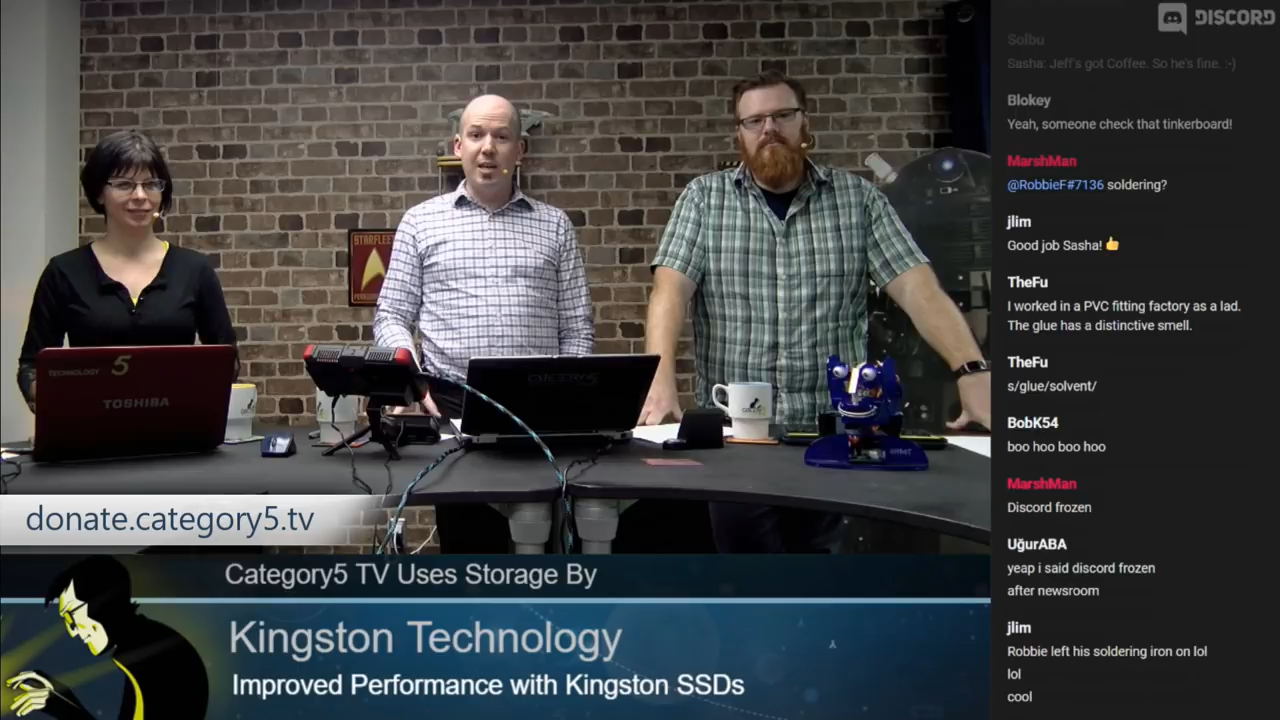 STARFLEET
TECHNOLOGY 5
TOSHIBA
CATEGORY5
donate.category5.tv
Category5 TV Uses Storage By
Kingston Technology
Improved Performance with Kingston SSDs
DISCORD
Solbu
Sasha: Jeff's got Coffee. So he's fine. :-)
Blokey
Yeah, someone check that tinkerboard!
MarshMan
@RobbieF#7136 soldering?
jlim
Good job Sasha! 👍
TheFu
I worked in a PVC fitting factory as a lad.
The glue has a distinctive smell.
TheFu
s/glue/solvent/
BobK54
boo hoo boo hoo
MarshMan
Discord frozen
UğurABA
yeap i said discord frozen
after newsroom
jlim
Robbie left his soldering iron on lol
lol
cool